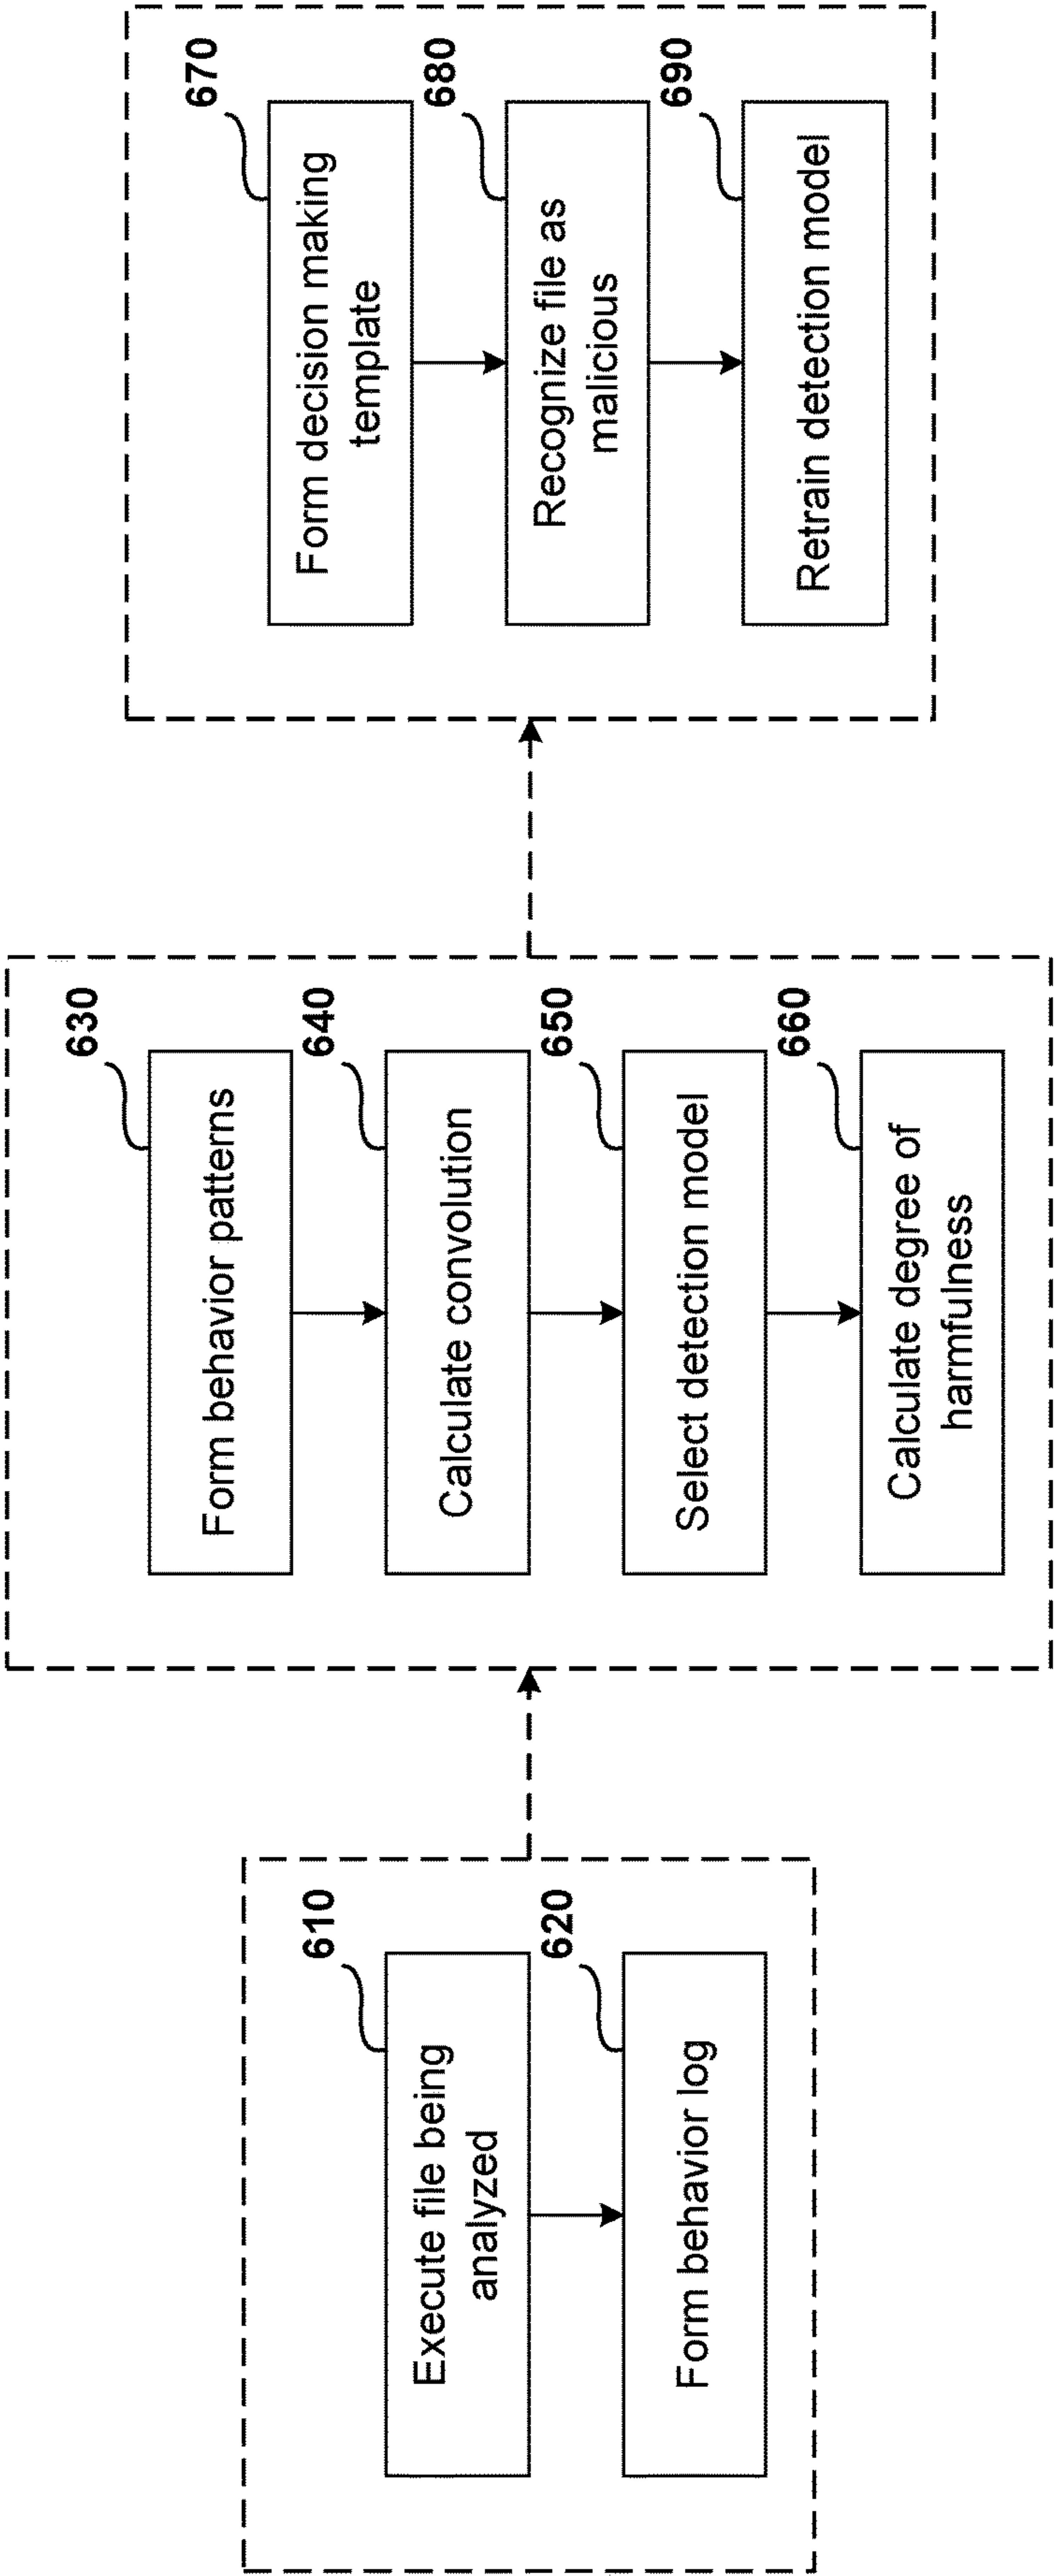 610
Execute file being
analyzed
620
Form behavior log
630
Form behavior patterns
640
Calculate convolution
650
Select detection model
660
Calculate degree of
harmfulness
670
Form decision making
template
680
Recognize file as
malicious
690
Retrain detection model